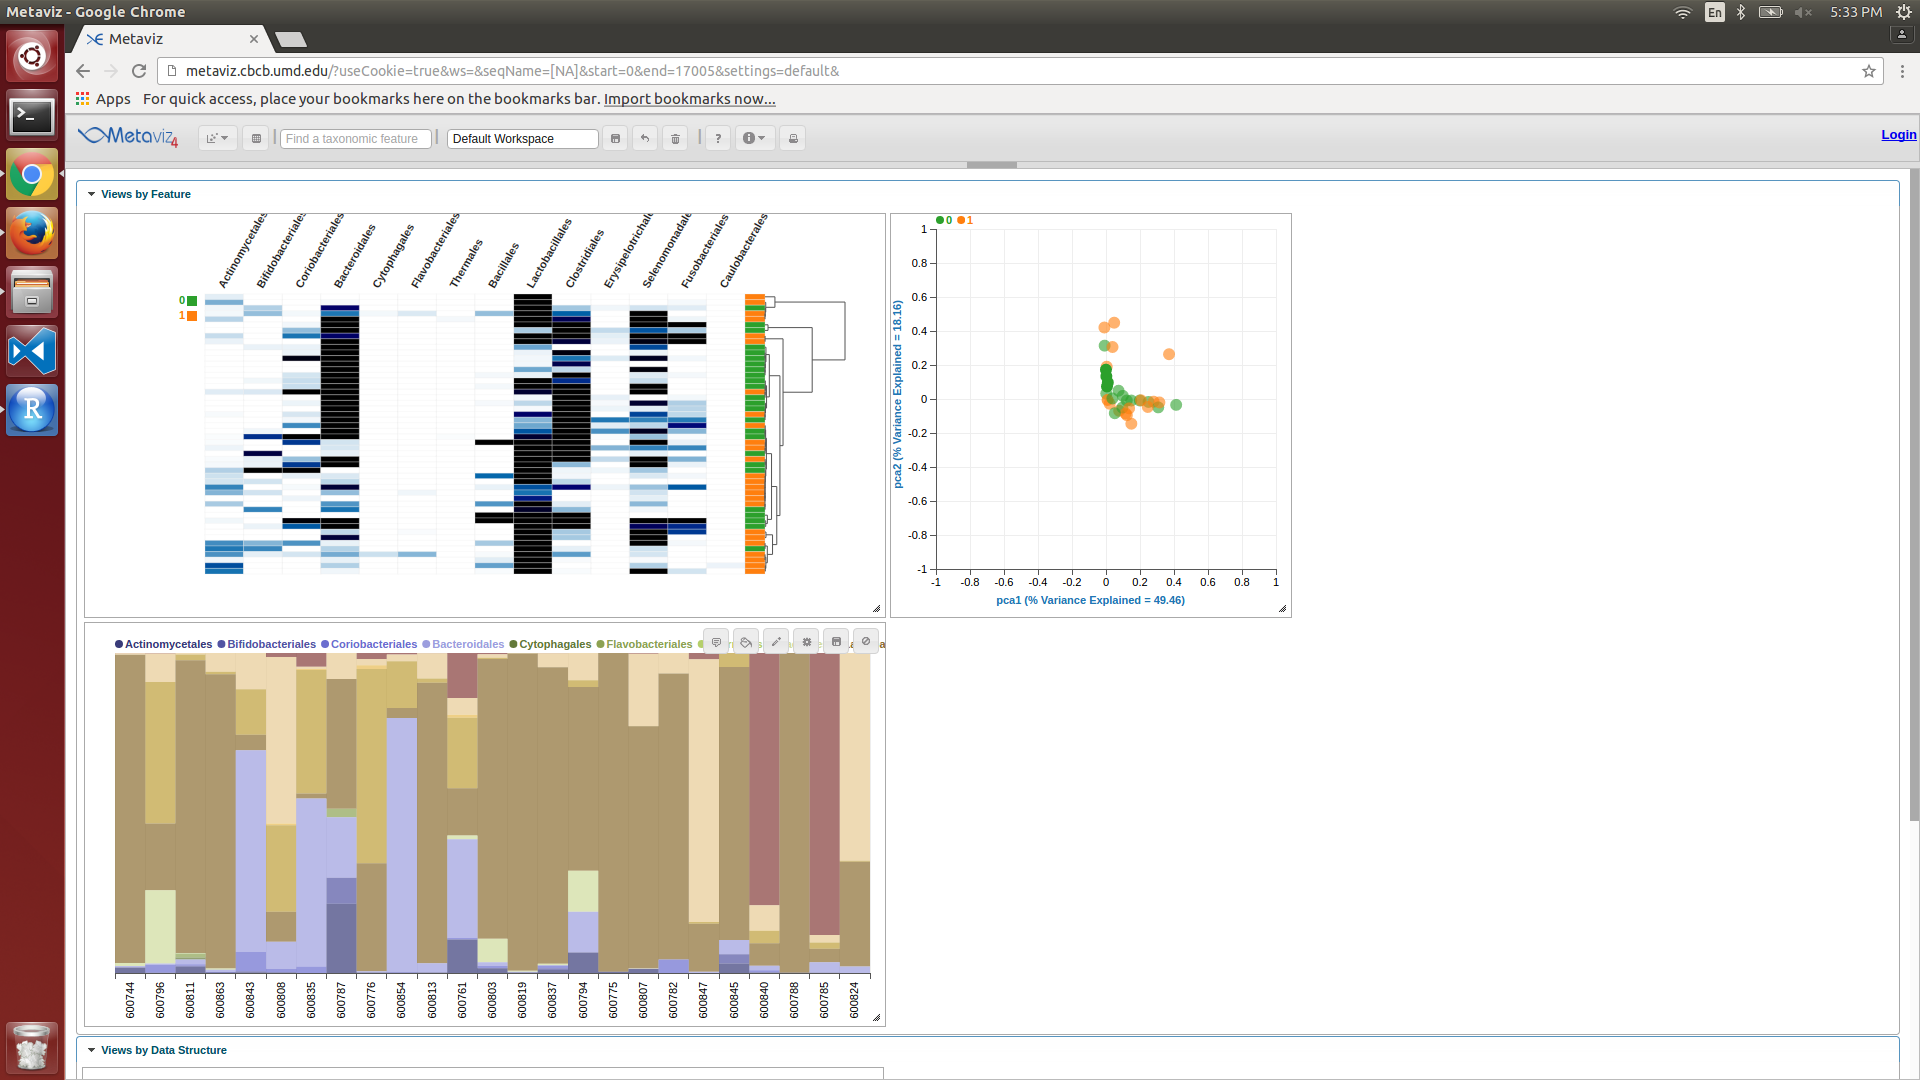 Metaviz - Google Chrome
En
5:33 PM
Metaviz
metaviz.cbcb.umd.edu/?useCookie=true&ws=&seqName=[NA]&start=0&end=17005&settings=default&
Apps For quick access, place your bookmarks here on the bookmarks bar. Import bookmarks now...
Metaviz 4
Find a taxonomic feature
Default Workspace
?
Login
Views by Feature
Actinomycetales
Bifidobacteriales
Coriobacteriales
Bacteroidales
Cytophagales
Flavobacteriales
Thermales
Bacillales
Lactobacillales
Clostridiales
Erysipelotrichale
Selenomonadale
Fusobacteriales
Caulobacterales
0
1
0 1
1
0.8
0.6
0.4
0.2
0
-0.2
-0.4
-0.6
-0.8
-1
-1 -0.8 -0.6 -0.4 -0.2 0 0.2 0.4 0.6 0.8 1
pca2 (% Variance Explained = 18.16)
pca1 (% Variance Explained = 49.46)
Actinomycetales Bifidobacteriales Coriobacteriales Bacteroidales Cytophagales Flavobacteriales
600744
600796
600811
600863
600843
600808
600835
600787
600776
600854
600813
600761
600803
600819
600837
600794
600775
600807
600782
600847
600845
600840
600788
600785
600824
Views by Data Structure
R